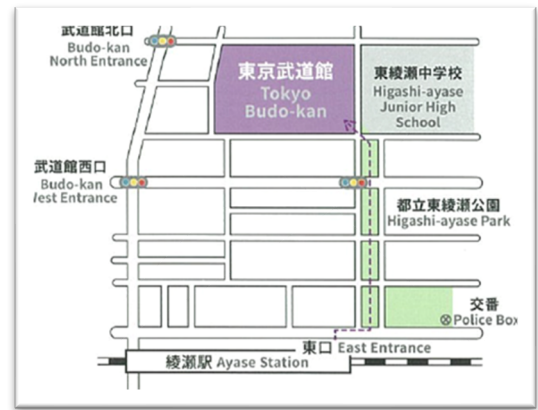 武道館北口
Budo-kan
North Entrance
東京武道館
Tokyo
Budo-kan
東綾瀬中学校
Higashi-ayase
Junior High
School
武道館西口
Budo-kan
Vest Entrance
都立東綾瀬公園
Higashi-ayase Park
交番
Police Box
東口 East Entrance
綾瀬駅 Ayase Station